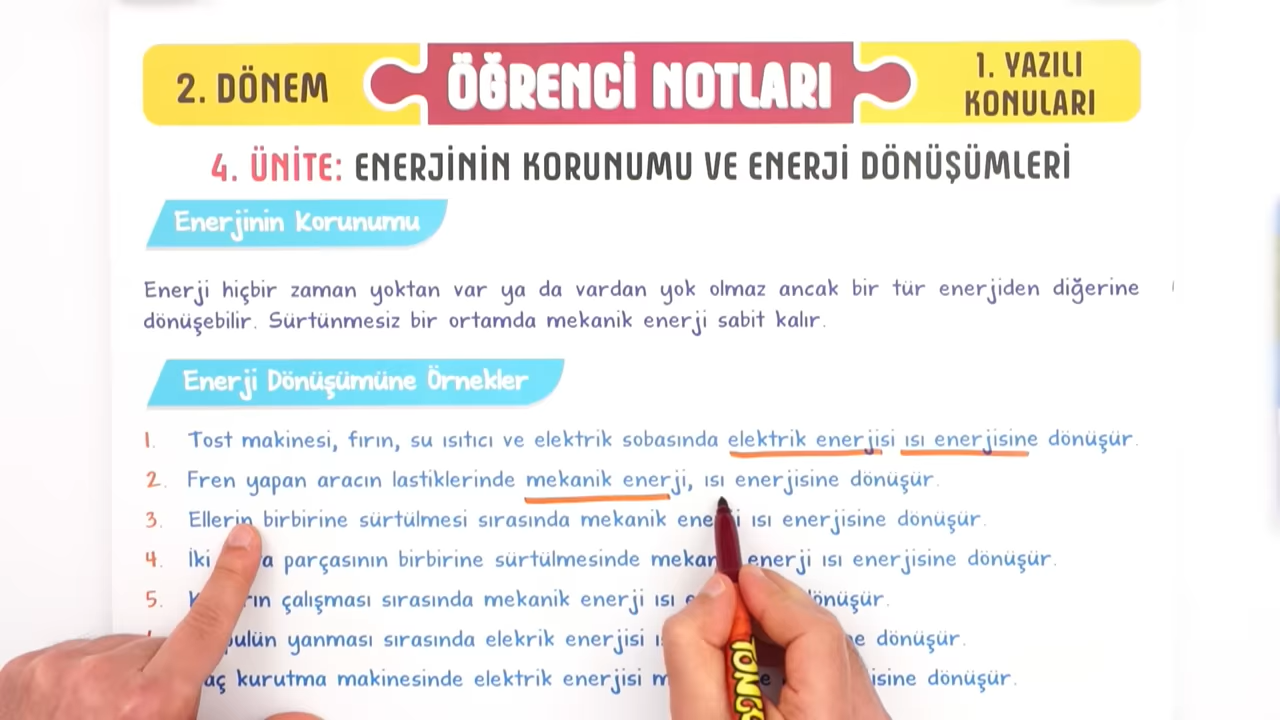 2. DÖNEM
ÖĞRENCİ NOTLARI
1. YAZILI
KONULARI
4. ÜNİTE: ENERJİNİN KORUNUMU VE ENERJİ DÖNÜŞÜMLERİ
Enerjinin Korunumu
Enerji hiçbir zaman yoktan var ya da vardan yok olmaz ancak bir tür enerjiden diğerine
dönüşebilir. Sürtünmesiz bir ortamda mekanik enerji sabit kalır.
Enerji Dönüşümüne Örnekler
1. Tost makinesi, fırın, su ısıtıcı ve elektrik sobasında elektrik enerjisi ısı enerjisine dönüşür.
2. Fren yapan aracın lastiklerinde mekanik enerji, ısı enerjisine dönüşür.
3. Ellerin birbirine sürtülmesi sırasında mekanik enerji ısı enerjisine dönüşür.
4. İki parçasının birbirine sürtülmesinde mekanik enerji ısı enerjisine dönüşür.
5. çalışması sırasında mekanik enerji ısı dönüşür.
yanması sırasında elekrik enerjisi dönüşür.
kurutma makinesinde elektrik enerjisi dönüşür.
TONGUÇ